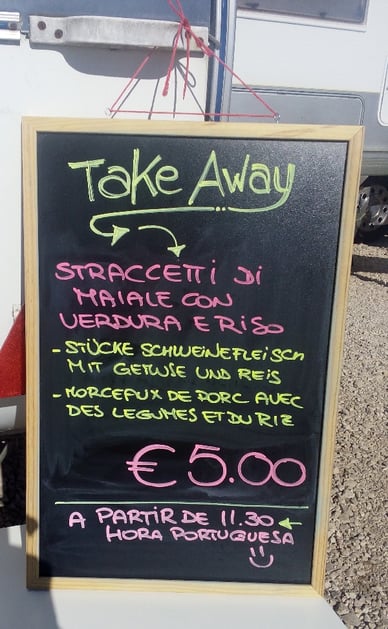 Take Away
STRACCETTI DI
MAIALE CON
VERDURA E RISO
- STÜCKE SCHWEINEFLEISCH
MIT GEMUSE UND REIS
- MORCEAUX DE PORC AVEC
DES LEGUMES ET DU RIZ
€ 5.00
A PARTIR DE 11.30
HORA PORTUGUESA